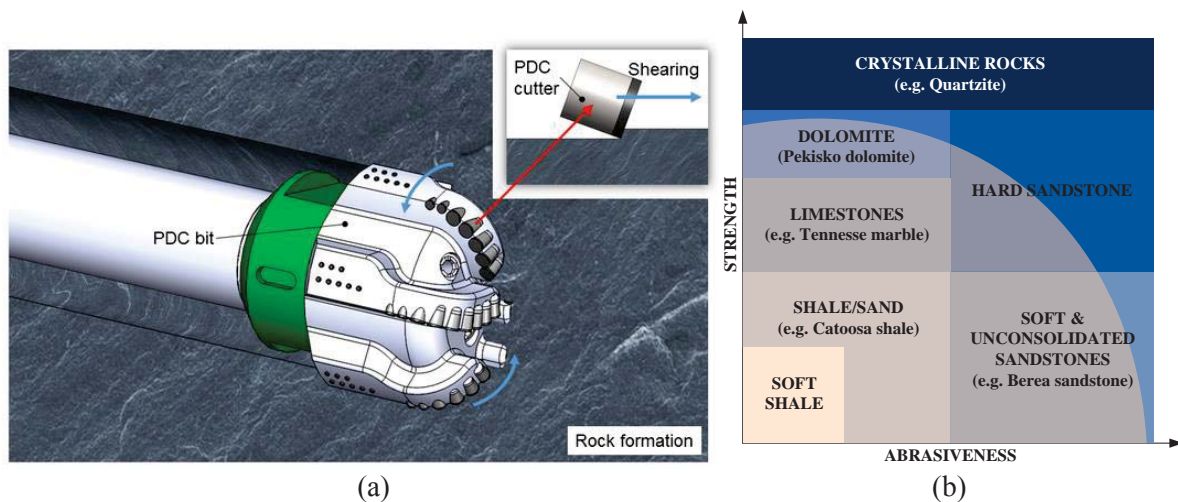 PDC
cutter
Shearing
PDC bit
Rock formation
(a)
STRENGTH
CRYSTALLINE ROCKS
(e.g. Quartzite)
DOLOMITE
(Pekisko dolomite)
HARD SANDSTONE
LIMESTONES
(e.g. Tennesse marble)
SHALE/SAND
(e.g. Catoosa shale)
SOFT &
UNCONSOLIDATED
SANDSTONES
(e.g. Berea sandstone)
SOFT
SHALE
ABRASIVENESS
(b)